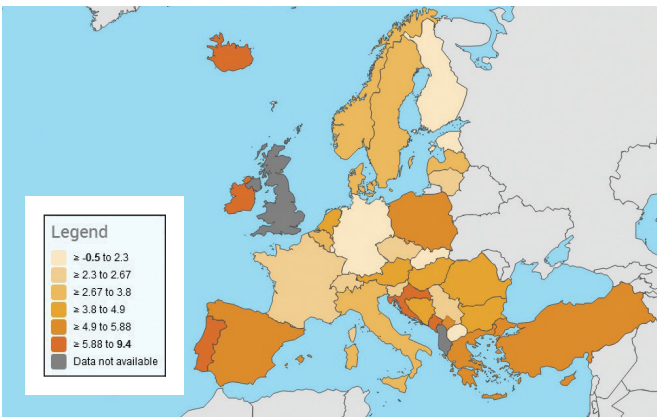 Legend
≥ -0.5 to 2.3
≥ 2.3 to 2.67
≥ 2.67 to 3.8
≥ 3.8 to 4.9
≥ 4.9 to 5.88
≥ 5.88 to 9.4
Data not available